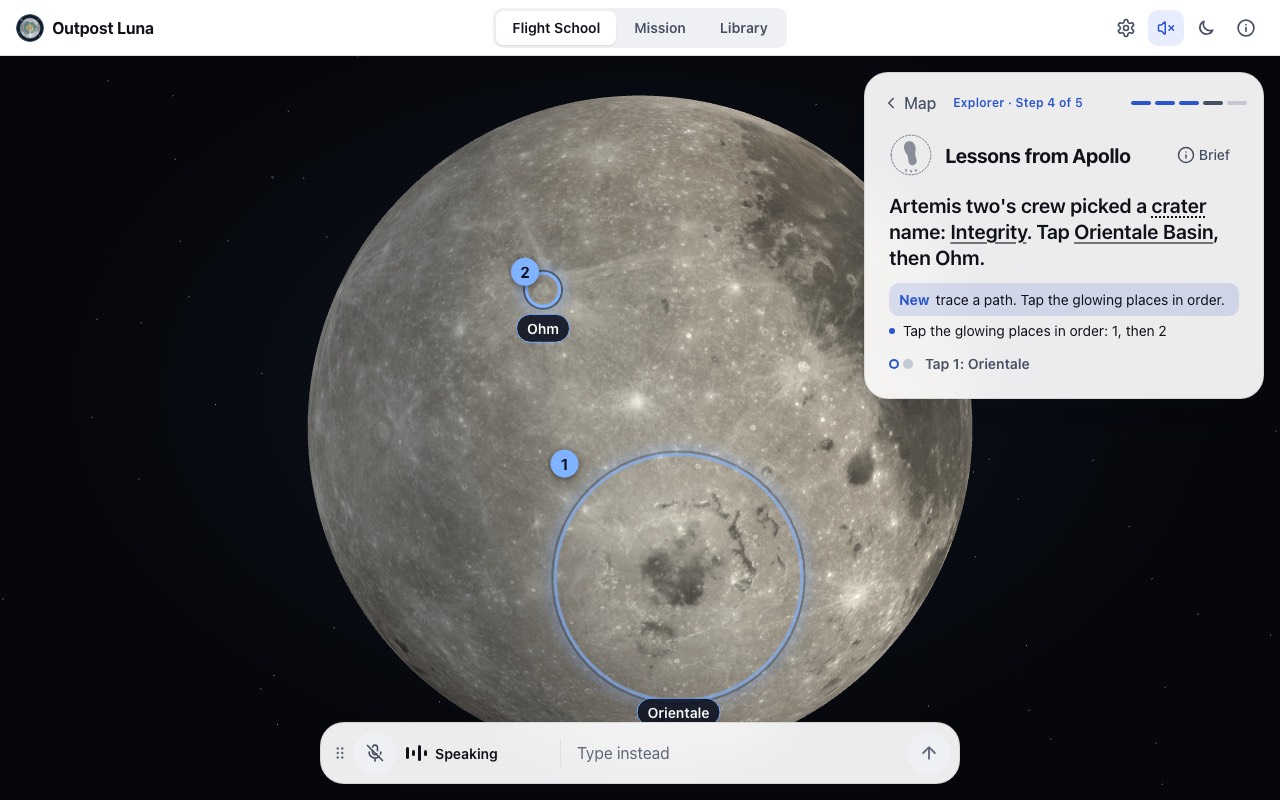 Outpost Luna
Flight School
Mission
Library
Map
Explorer · Step 4 of 5
Lessons from Apollo
Brief
Artemis two's crew picked a crater
name: Integrity. Tap Orientale Basin,
then Ohm.
New trace a path. Tap the glowing places in order.
Tap the glowing places in order: 1, then 2
Tap 1: Orientale
2
Ohm
1
Orientale
Speaking
Type instead